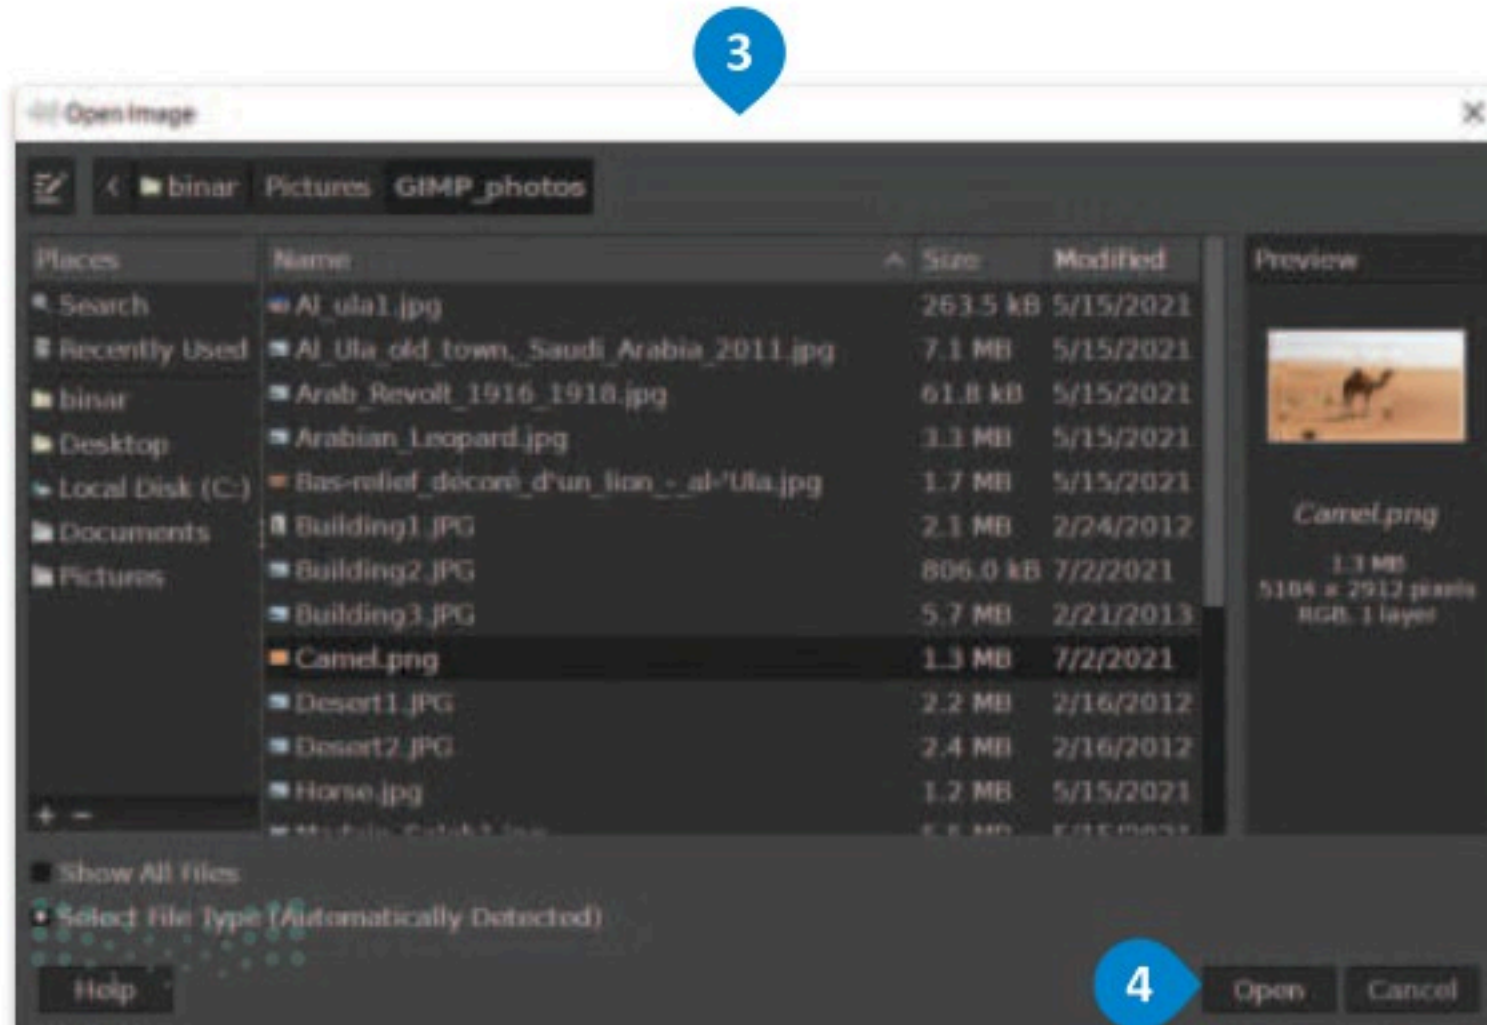 3
Open Image
binar Pictures GIMP_photos
Places Name Size Modified Preview
Search Al_ula1.jpg 263.5 kB 5/15/2021
Recently Used Al_Ula_old_town,_Saudi_Arabia_2011.jpg 7.1 MB 5/15/2021
binar Arab_Revolt_1916_1918.jpg 61.8 kB 5/15/2021
Desktop Arabian_Leopard.jpg 3.3 MB 5/15/2021
Local Disk (C:) Bas-relief_décoré_d'un_lion_-_al-'Ula.jpg 1.7 MB 5/15/2021
Documents Building1.JPG 2.1 MB 2/24/2012
Pictures Building2.JPG 806.0 kB 7/2/2021
Building3.JPG 5.7 MB 2/21/2013
Camel.png 1.3 MB 7/2/2021
Desert1.JPG 2.2 MB 2/16/2012
Desert2.JPG 2.4 MB 2/16/2012
Horse.jpg 1.2 MB 5/15/2021
Camel.png
1.3 MB
5184 × 2912 pixels
RGB, 1 layer
+ −
Show All Files
Select File Type (Automatically Detected)
Help 4 Open Cancel